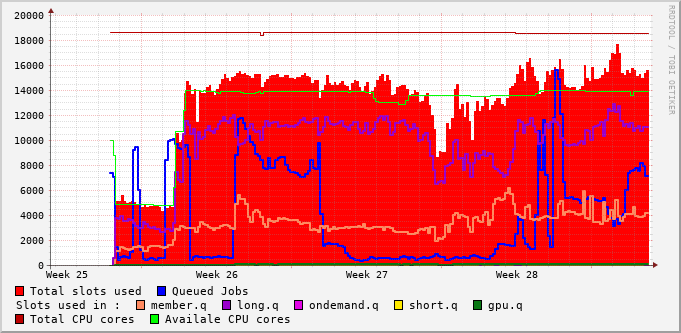 20000
18000
16000
14000
12000
10000
8000
6000
4000
2000
0
Week 25 Week 26 Week 27 Week 28
RRDTOOL / TOBI OETIKER
Total slots used Queued Jobs
Slots used in : member.q long.q ondemand.q short.q gpu.q
Total CPU cores Availale CPU cores